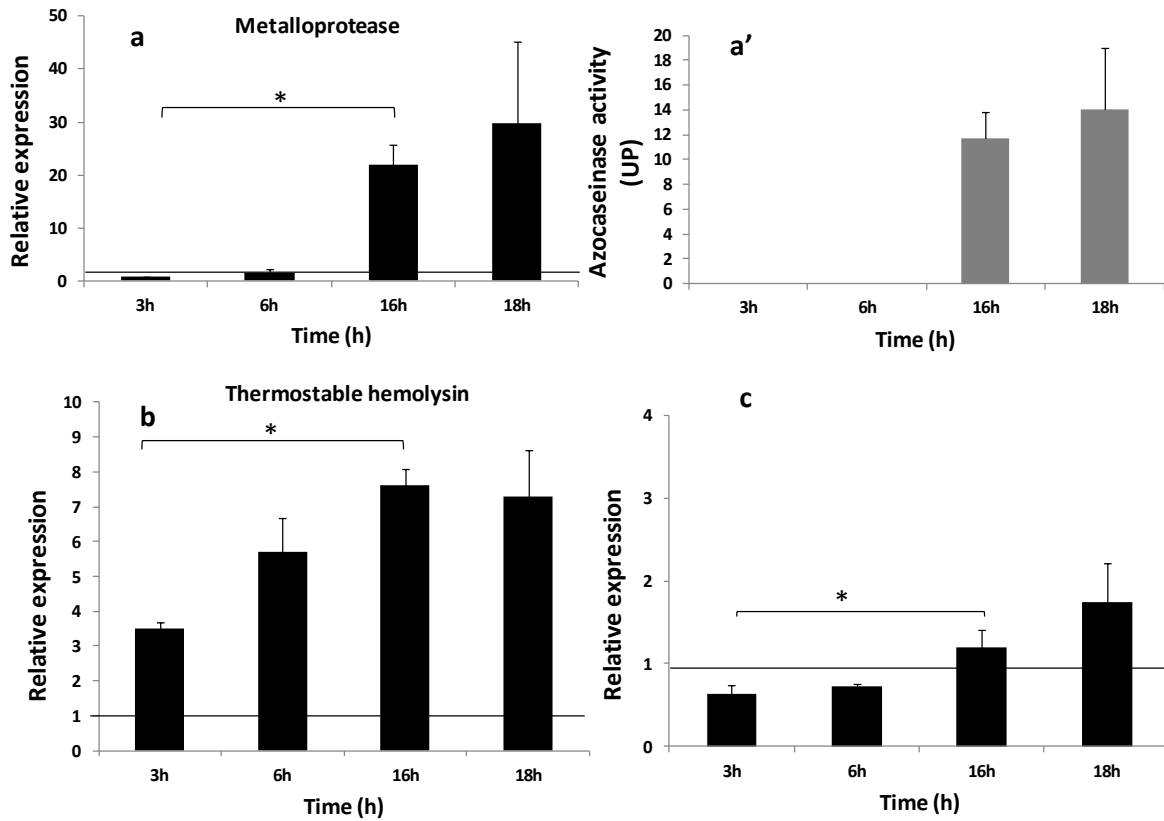 a
Metalloprotease
*
Relative expression
50
40
30
20
10
0
3h 6h 16h 18h
Time (h)
a’
Azocaseinase activity
(UP)
20
18
16
14
12
10
8
6
4
2
0
3h 6h 16h 18h
Time (h)
b
Thermostable hemolysin
*
Relative expression
10
9
8
7
6
5
4
3
2
1
0
3h 6h 16h 18h
Time (h)
c
*
Relative expression
4
3
2
1
0
3h 6h 16h 18h
Time (h)